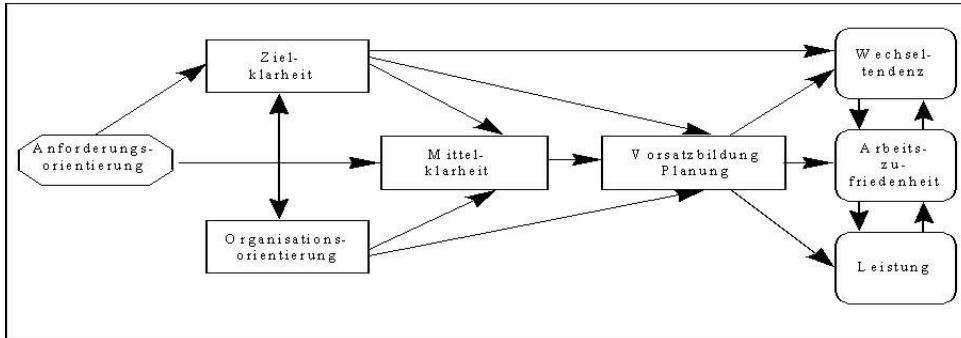 Ziel-
klarheit
Wechsel-
tendenz
Anforderungs-
orientierung
Mittel-
klarheit
Vorsatzbildung
Planung
Arbeits-
zu-
friedenheit
Organisations-
orientierung
Leistung